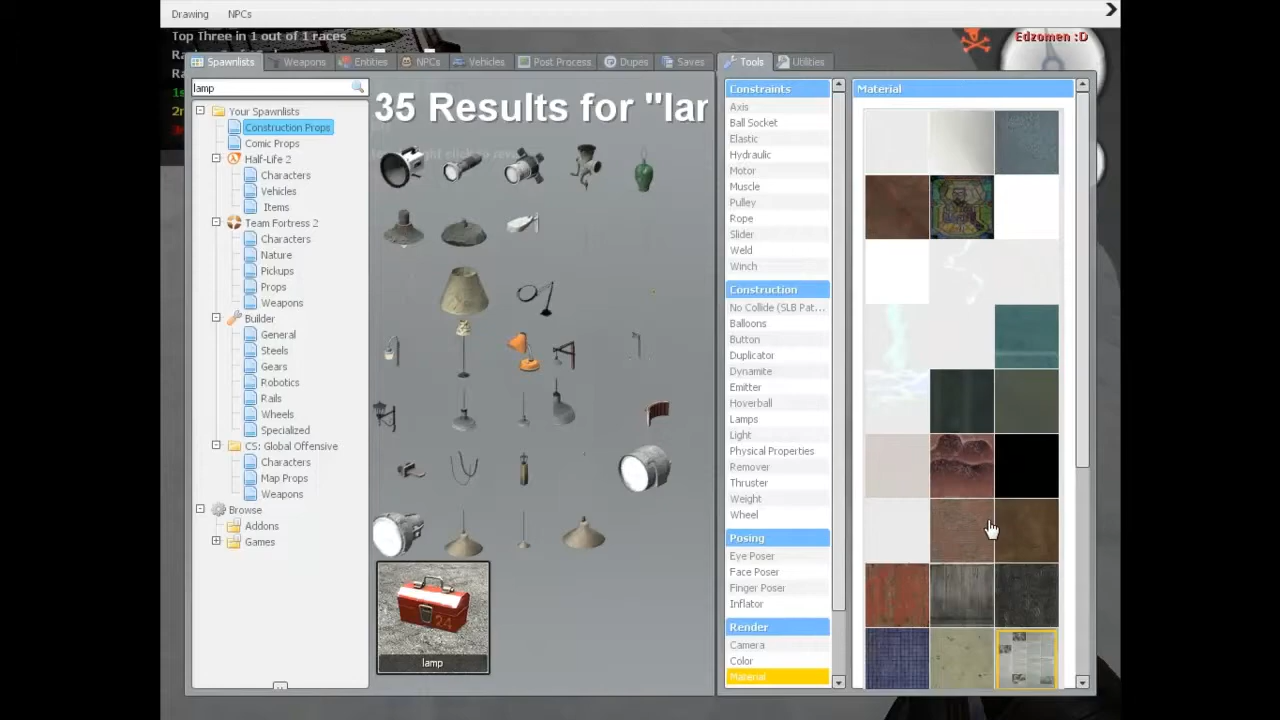 Drawing NPCs
Top Three in 1 out of 1 races
Edzomen :D
Spawnlists Weapons Entities NPCs Vehicles Post Process Dupes Saves
Tools Utilities
lamp
Your Spawnlists
Construction Props
Comic Props
Half-Life 2
Characters
Vehicles
Items
Team Fortress 2
Characters
Nature
Pickups
Props
Weapons
Builder
General
Steels
Gears
Robotics
Rails
Wheels
Specialized
CS: Global Offensive
Characters
Map Props
Weapons
Browse
Addons
Games
35 Results for "lar
24
lamp
Constraints
Axis
Ball Socket
Elastic
Hydraulic
Motor
Muscle
Pulley
Rope
Slider
Weld
Winch
Construction
No Collide (SLB Pat...
Balloons
Button
Duplicator
Dynamite
Emitter
Hoverball
Lamps
Light
Physical Properties
Remover
Thruster
Weight
Wheel
Posing
Eye Poser
Face Poser
Finger Poser
Inflator
Render
Camera
Color
Material
Material